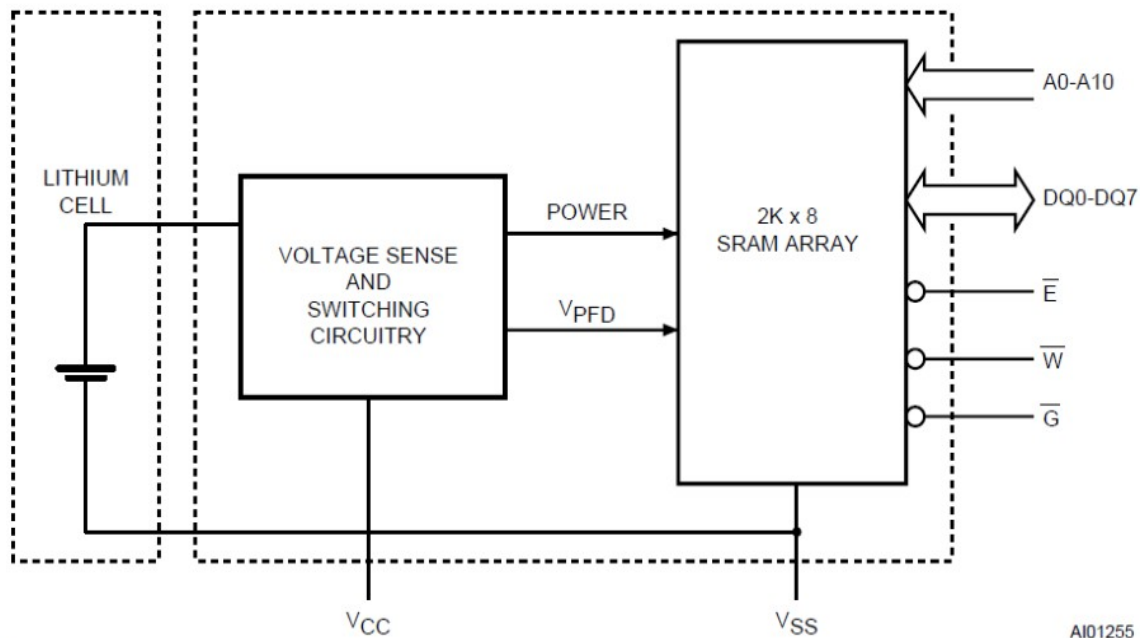 A0-A10
LITHIUM
CELL
VOLTAGE SENSE
AND
SWITCHING
CIRCUITRY
POWER
VPFD
2K x 8
SRAM ARRAY
DQ0-DQ7
E̅
W̅
G̅
VCC
VSS
AI01255